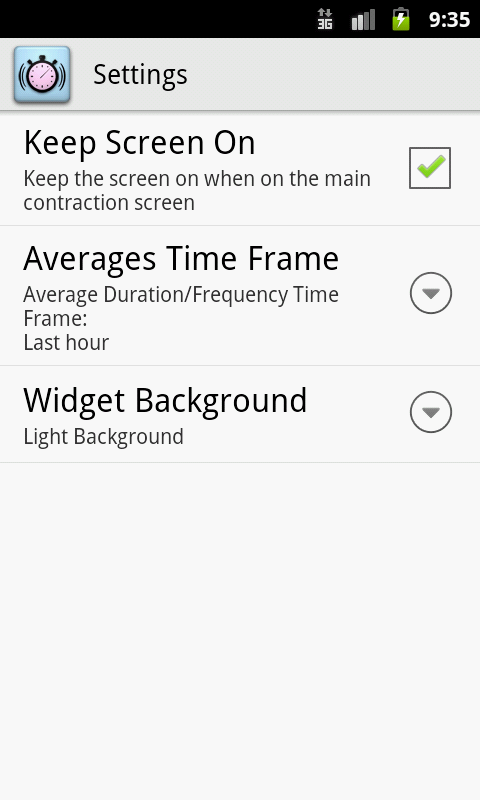 3G 9:35
Settings
Keep Screen On
Keep the screen on when on the main
contraction screen
Averages Time Frame
Average Duration/Frequency Time
Frame:
Last hour
Widget Background
Light Background